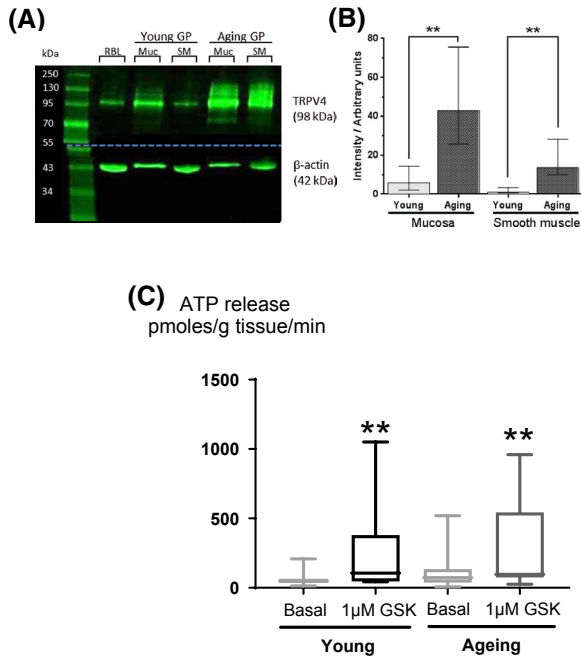 (A)
Young GP Aging GP
kDa RBL Muc SM Muc SM
250
130
95
70
55
43
34
TRPV4
(98 kDa)
β-actin
(42 kDa)
(B)
Intensity / Arbitrary units
80
60
40
20
0
** **
Young Aging Young Aging
Mucosa Smooth muscle
(C) ATP release
pmoles/g tissue/min
1500
1000
500
0
** **
Basal 1µM GSK Basal 1µM GSK
Young Ageing